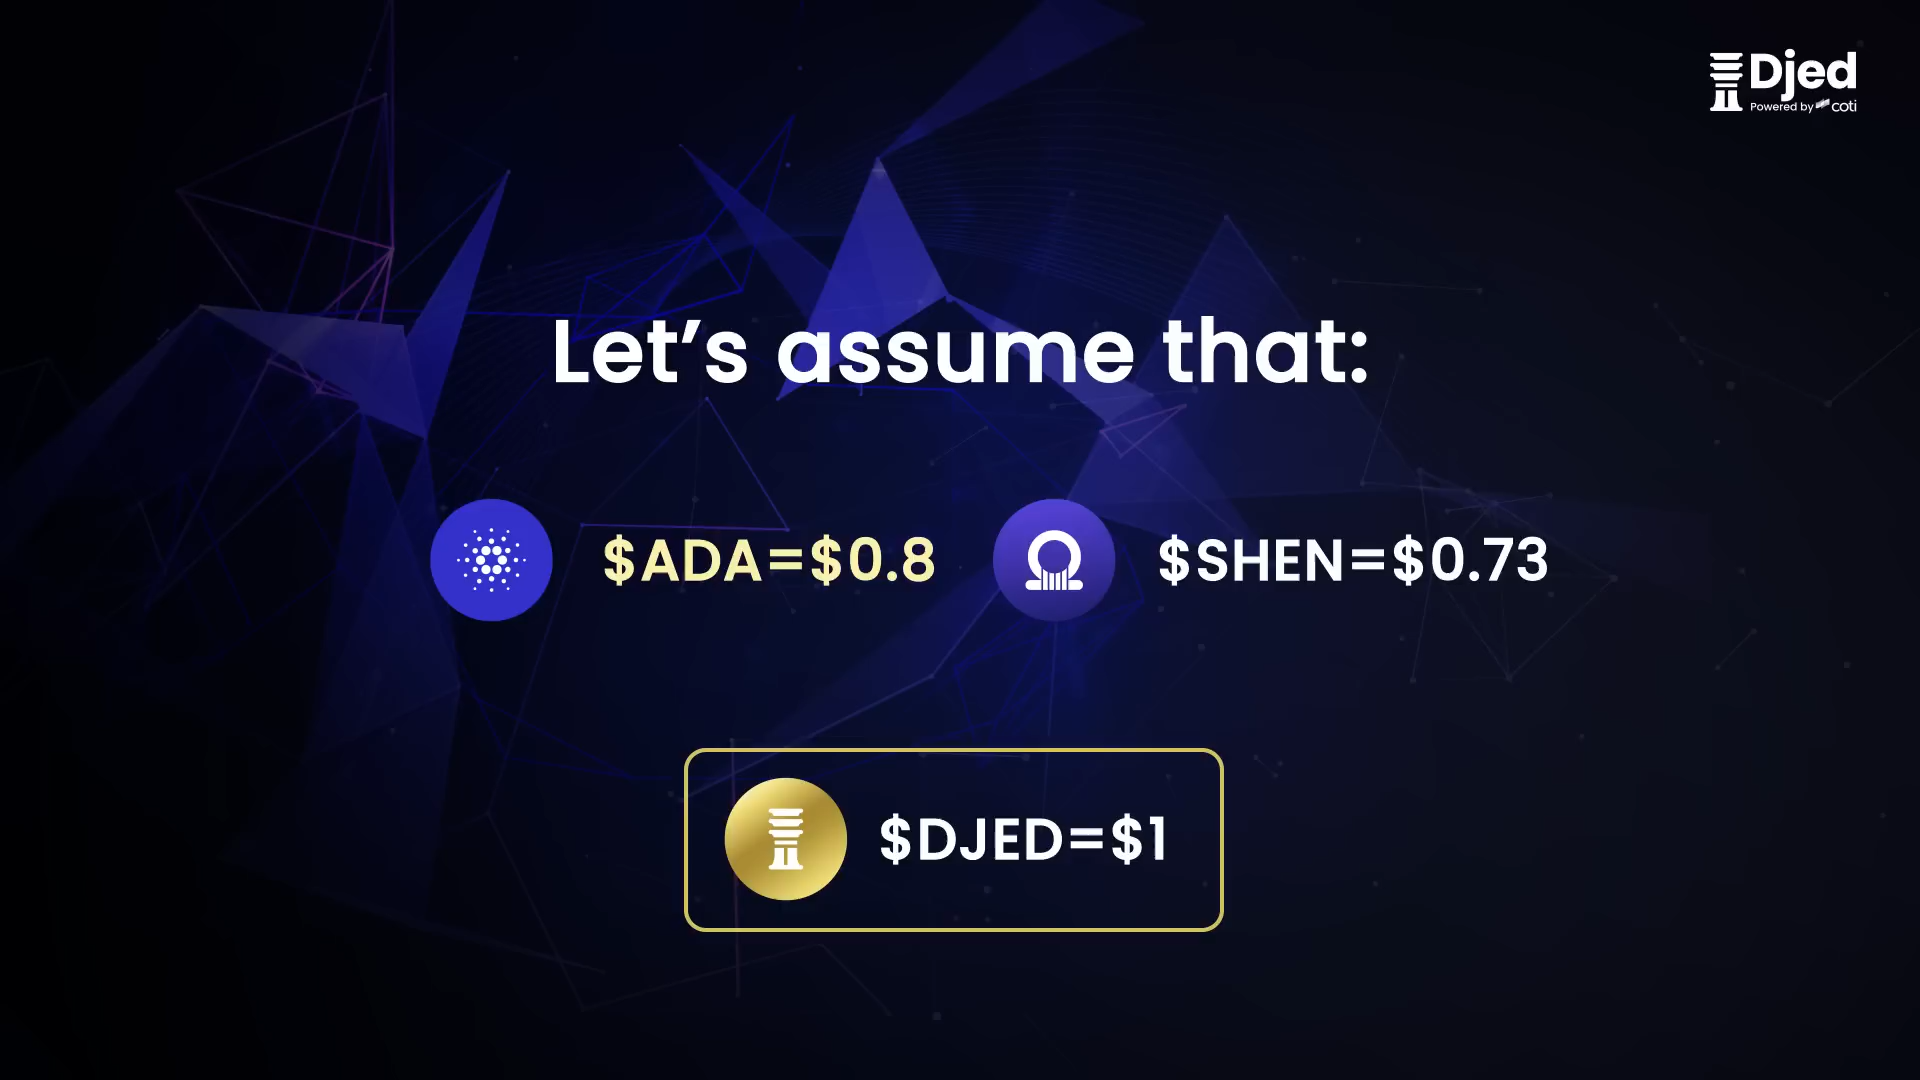 Djed
Powered by coti
Let’s assume that:
$ADA=$0.8
$SHEN=$0.73
$DJED=$1